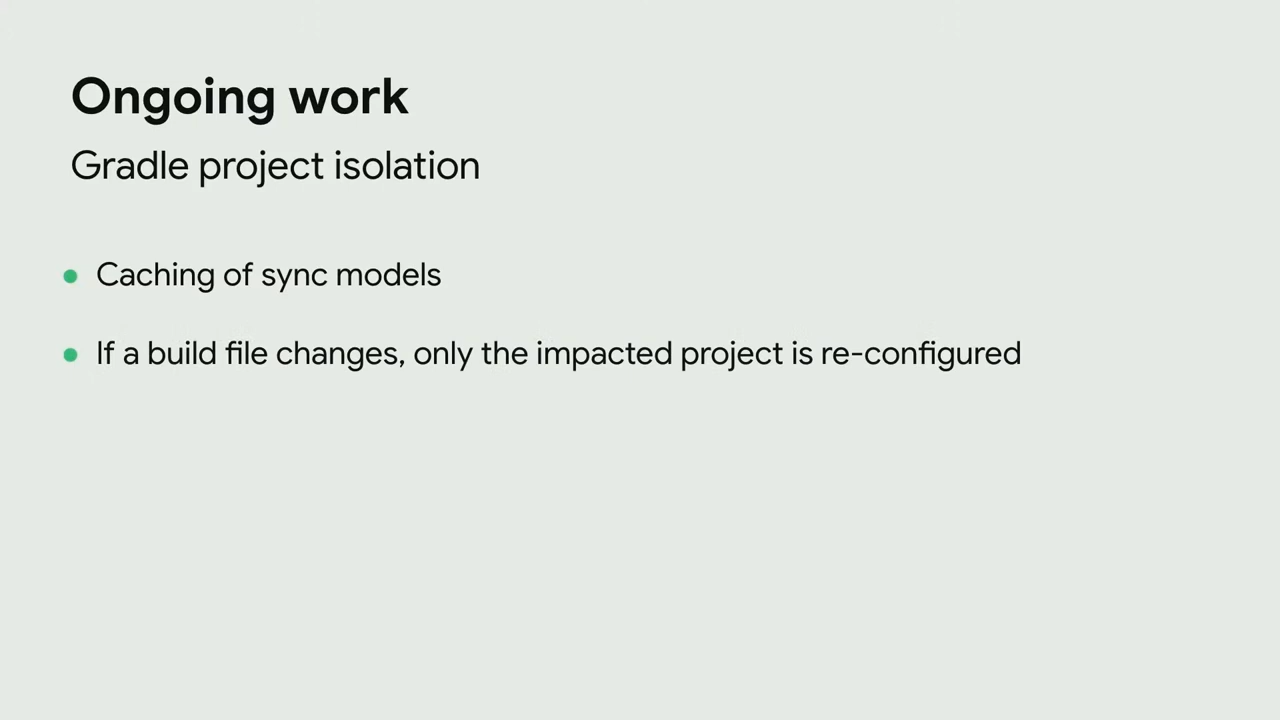 Ongoing work
Gradle project isolation
Caching of sync models
If a build file changes, only the impacted project is re-configured